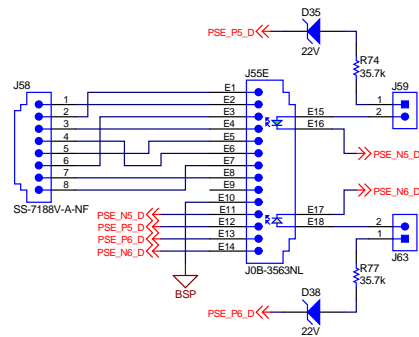 D35
PSE_P5_D
22V
R74
35.7k
J58
J55E
J59
E1
1
E2
2
E3
3
E4
4
E5
5
E6
6
E7
7
E8
8
E9
E10
E11
E12
E13
E14
E15
E16
1
2
PSE_N5_D
PSE_N6_D
E17
E18
2
1
SS-7188V-A-NF
PSE_N5_D
PSE_P5_D
PSE_P6_D
PSE_N6_D
BSP
J0B-3563NL
J63
R77
35.7k
D38
PSE_P6_D
22V